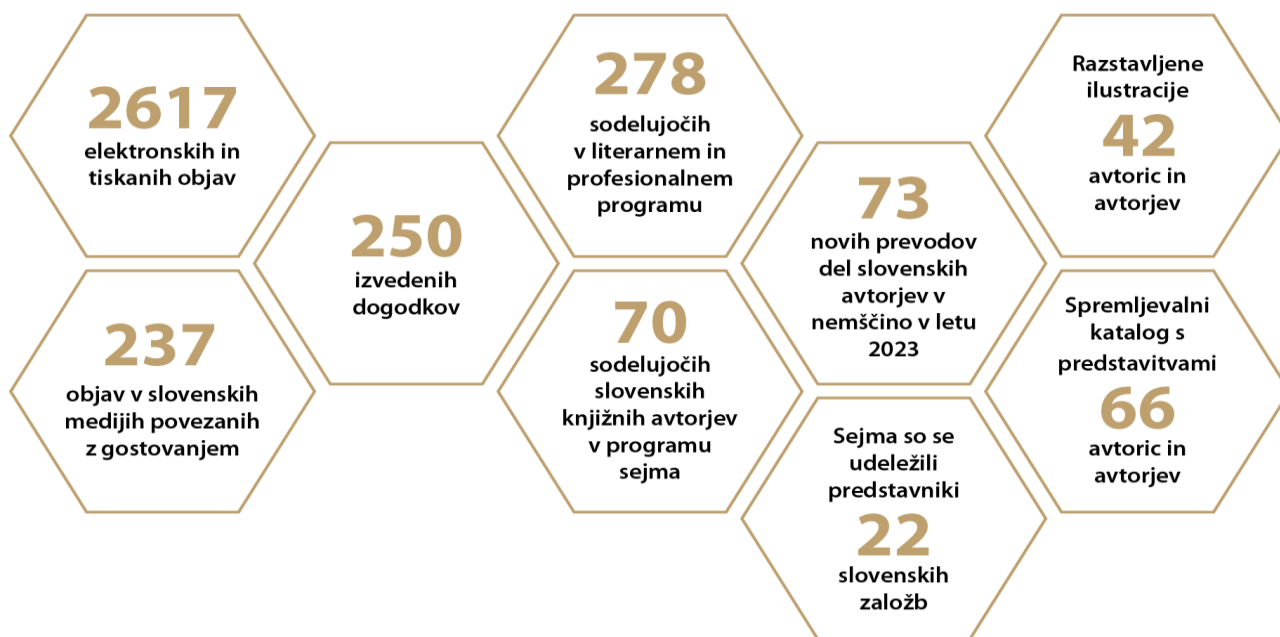 2617
elektronskih in
tiskanih objav
237
objav v slovenskih
medijih povezanih
z gostovanjem
250
izvedenih
dogodkov
278
sodelujočih
v literarnem in
profesionalnem
programu
70
sodelujočih
slovenskih
knjižnih avtorjev
v programu
sejma
73
novih prevodov
del slovenskih
avtorjev v
nemščino v letu
2023
Sejma so se
udeležili
predstavniki
22
slovenskih
založb
Razstavljene
ilustracije
42
avtoric in
avtorjev
Spremljevalni
katalog s
predstavitvami
66
avtoric in
avtorjev